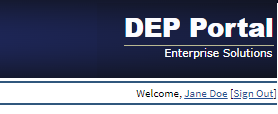 DEP Portal
Enterprise Solutions
Welcome, Jane Doe [Sign Out]